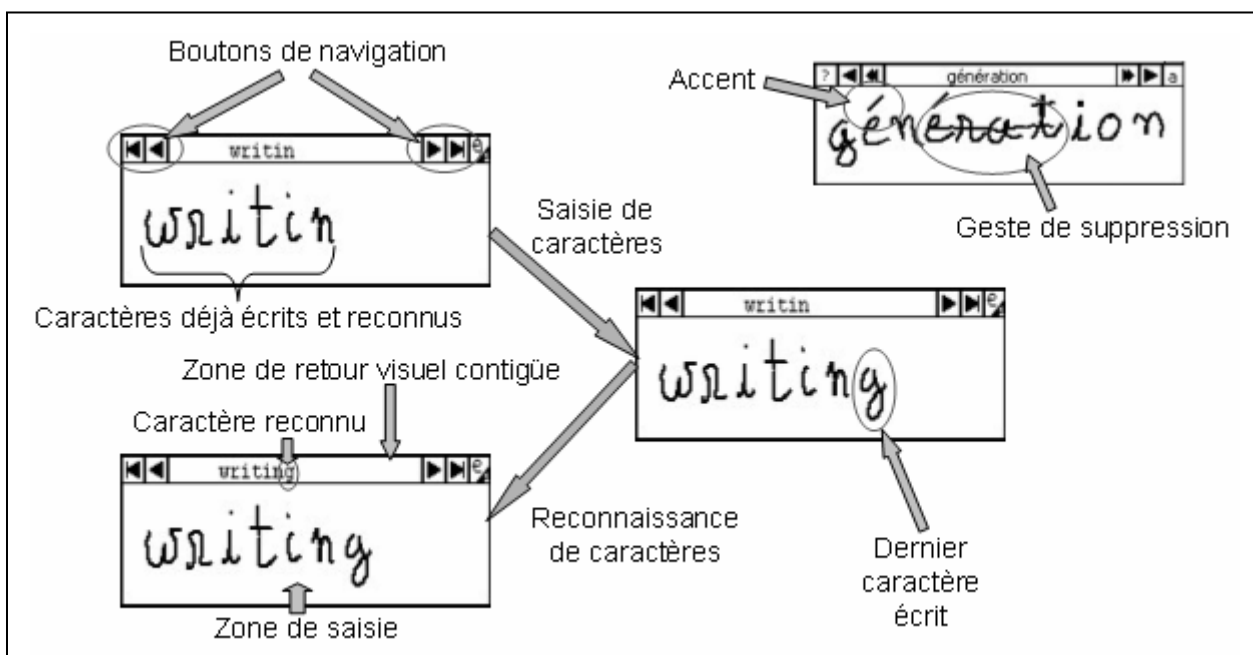 Boutons de navigation
writin
e
writin
Caractères déjà écrits et reconnus
Saisie de
caractères
Accent
?
génération
a
génération
Geste de suppression
writin
e
writing
Dernier
caractère
écrit
Zone de retour visuel contigüe
Caractère reconnu
writing
e
writing
Zone de saisie
Reconnaissance
de caractères